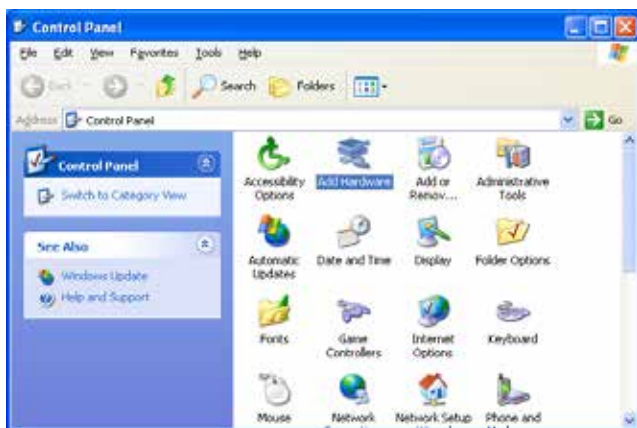 Control Panel
File Edit View Favorites Tools Help
Back Search Folders
Address Control Panel Go
Control Panel
Switch to Category View
See Also
Windows Update
Help and Support
Accessibility Options
Add Hardware
Add or Remov...
Administrative Tools
Automatic Updates
Date and Time
Display
Folder Options
Fonts
Game Controllers
Internet Options
Keyboard
Mouse
Network
Network Setup
Phone and